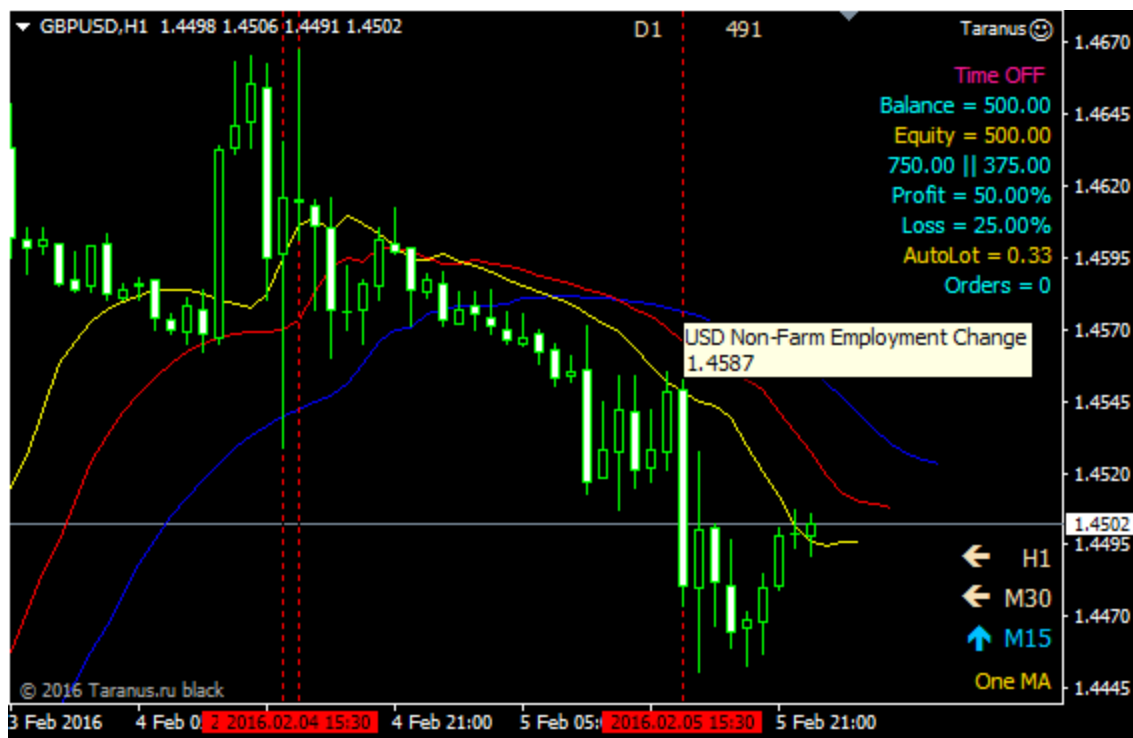 GBPUSD,H1 1.4498 1.4506 1.4491 1.4502
D1 491
Taranus
Time OFF
Balance = 500.00
Equity = 500.00
750.00 || 375.00
Profit = 50.00%
Loss = 25.00%
AutoLot = 0.33
Orders = 0
USD Non-Farm Employment Change
1.4587
H1
M30
M15
One MA
© 2016 Taranus.ru black
1.4670
1.4645
1.4620
1.4595
1.4570
1.4545
1.4520
1.4502
1.4495
1.4470
1.4445
3 Feb 2016 4 Feb 2016.02.04 15:30 4 Feb 21:00 5 Feb 2016.02.05 15:30 5 Feb 21:00